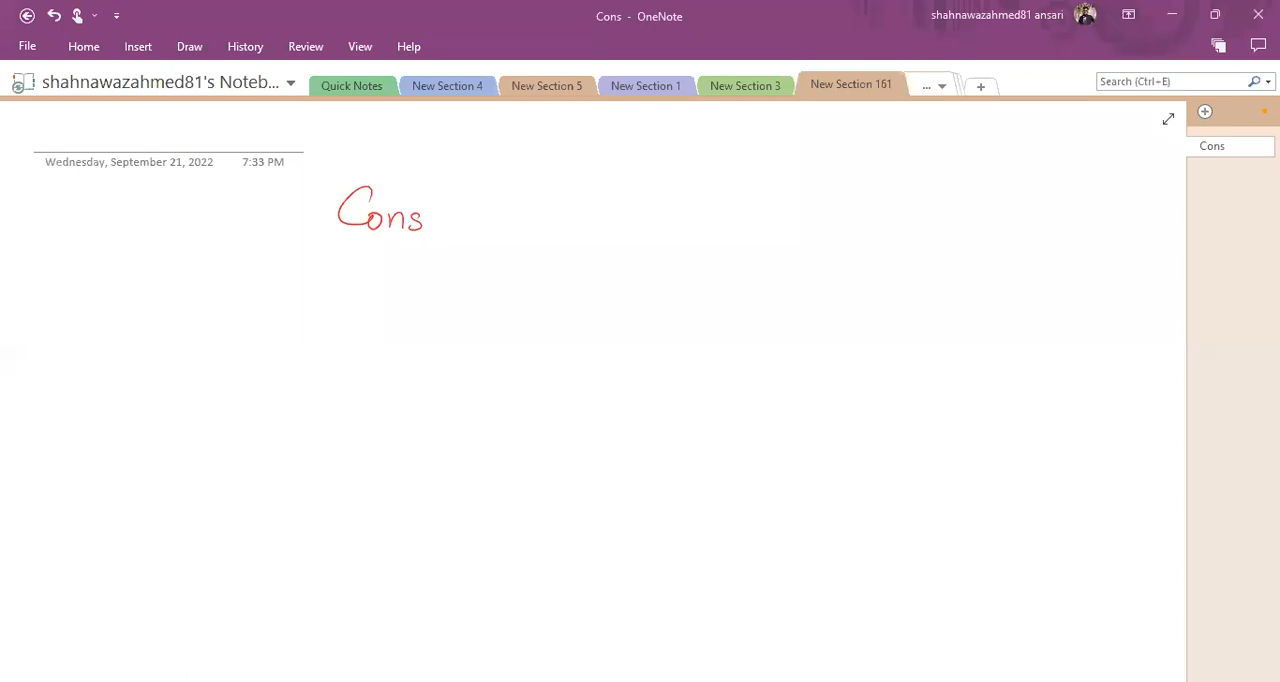 Cons - OneNote
shahnawazahmed81 ansari
File Home Insert Draw History Review View Help
shahnawazahmed81's Noteb... Quick Notes New Section 4 New Section 5 New Section 1 New Section 3 New Section 161 ... + Search (Ctrl+E)
Cons
Wednesday, September 21, 2022 7:33 PM
Cons